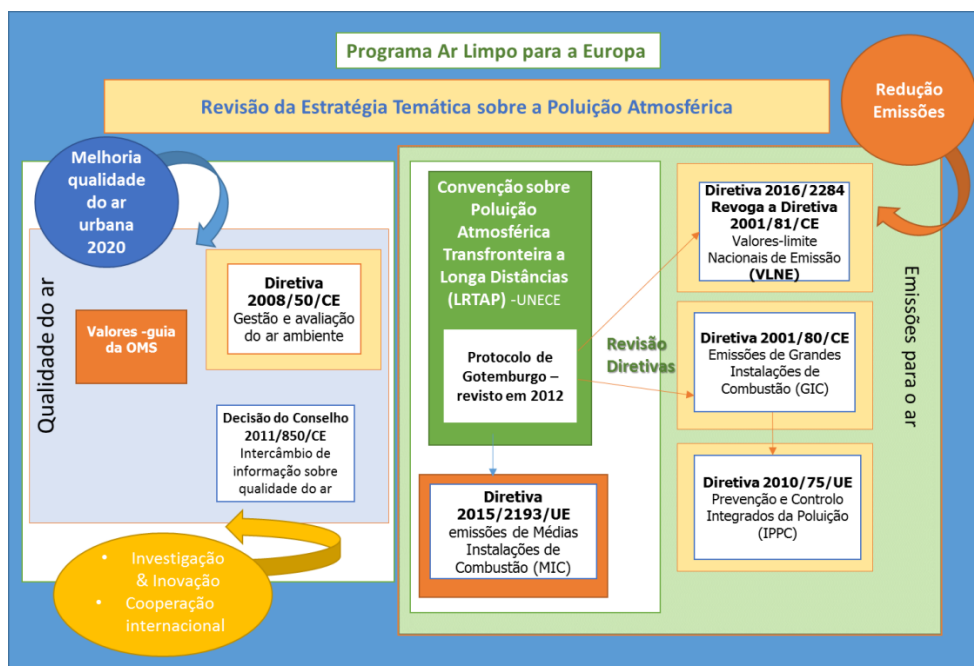 Programa Ar Limpo para a Europa
Revisão da Estratégia Temática sobre a Poluição Atmosférica
Redução
Emissões
Melhoria
qualidade
do ar
urbana
2020
Qualidade do ar
Valores -guia
da OMS
Diretiva
2008/50/CE
Gestão e avaliação
do ar ambiente
Decisão do Conselho
2011/850/CE
Intercâmbio de
informação sobre
qualidade do ar
• Investigação
& Inovação
• Cooperação
internacional
Convenção sobre
Poluição
Atmosférica
Transfronteira a
Longa Distâncias
(LRTAP) -UNECE
Protocolo de
Gotemburgo –
revisto em 2012
Revisão
Diretivas
Diretiva
2015/2193/UE
emissões de Médias
Instalações de
Combustão (MIC)
Diretiva 2016/2284
Revoga a Diretiva
2001/81/CE
Valores-limite
Nacionais de Emissão
(VLNE)
Diretiva 2001/80/CE
Emissões de Grandes
Instalações de
Combustão (GIC)
Diretiva 2010/75/UE
Prevenção e Controlo
Integrados da Poluição
(IPPC)
Emissões para o ar